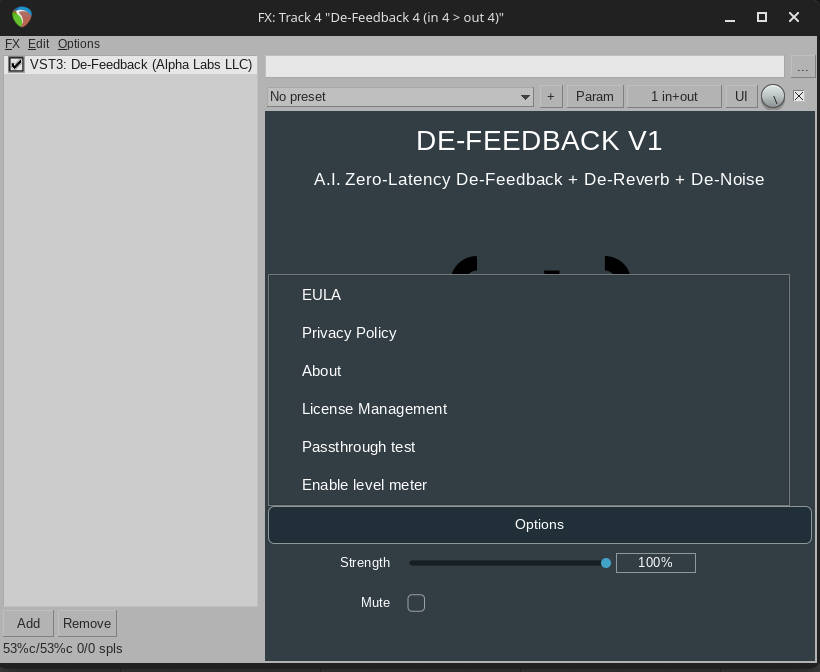 FX: Track 4 "De-Feedback 4 (in 4 > out 4)"
FX Edit Options
VST3: De-Feedback (Alpha Labs LLC)
...
No preset
+
Param
1 in+out
UI
DE-FEEDBACK V1
A.I. Zero-Latency De-Feedback + De-Reverb + De-Noise
EULA
Privacy Policy
About
License Management
Passthrough test
Enable level meter
Options
Strength
100%
Mute
Add
Remove
53%c/53%c 0/0 spls